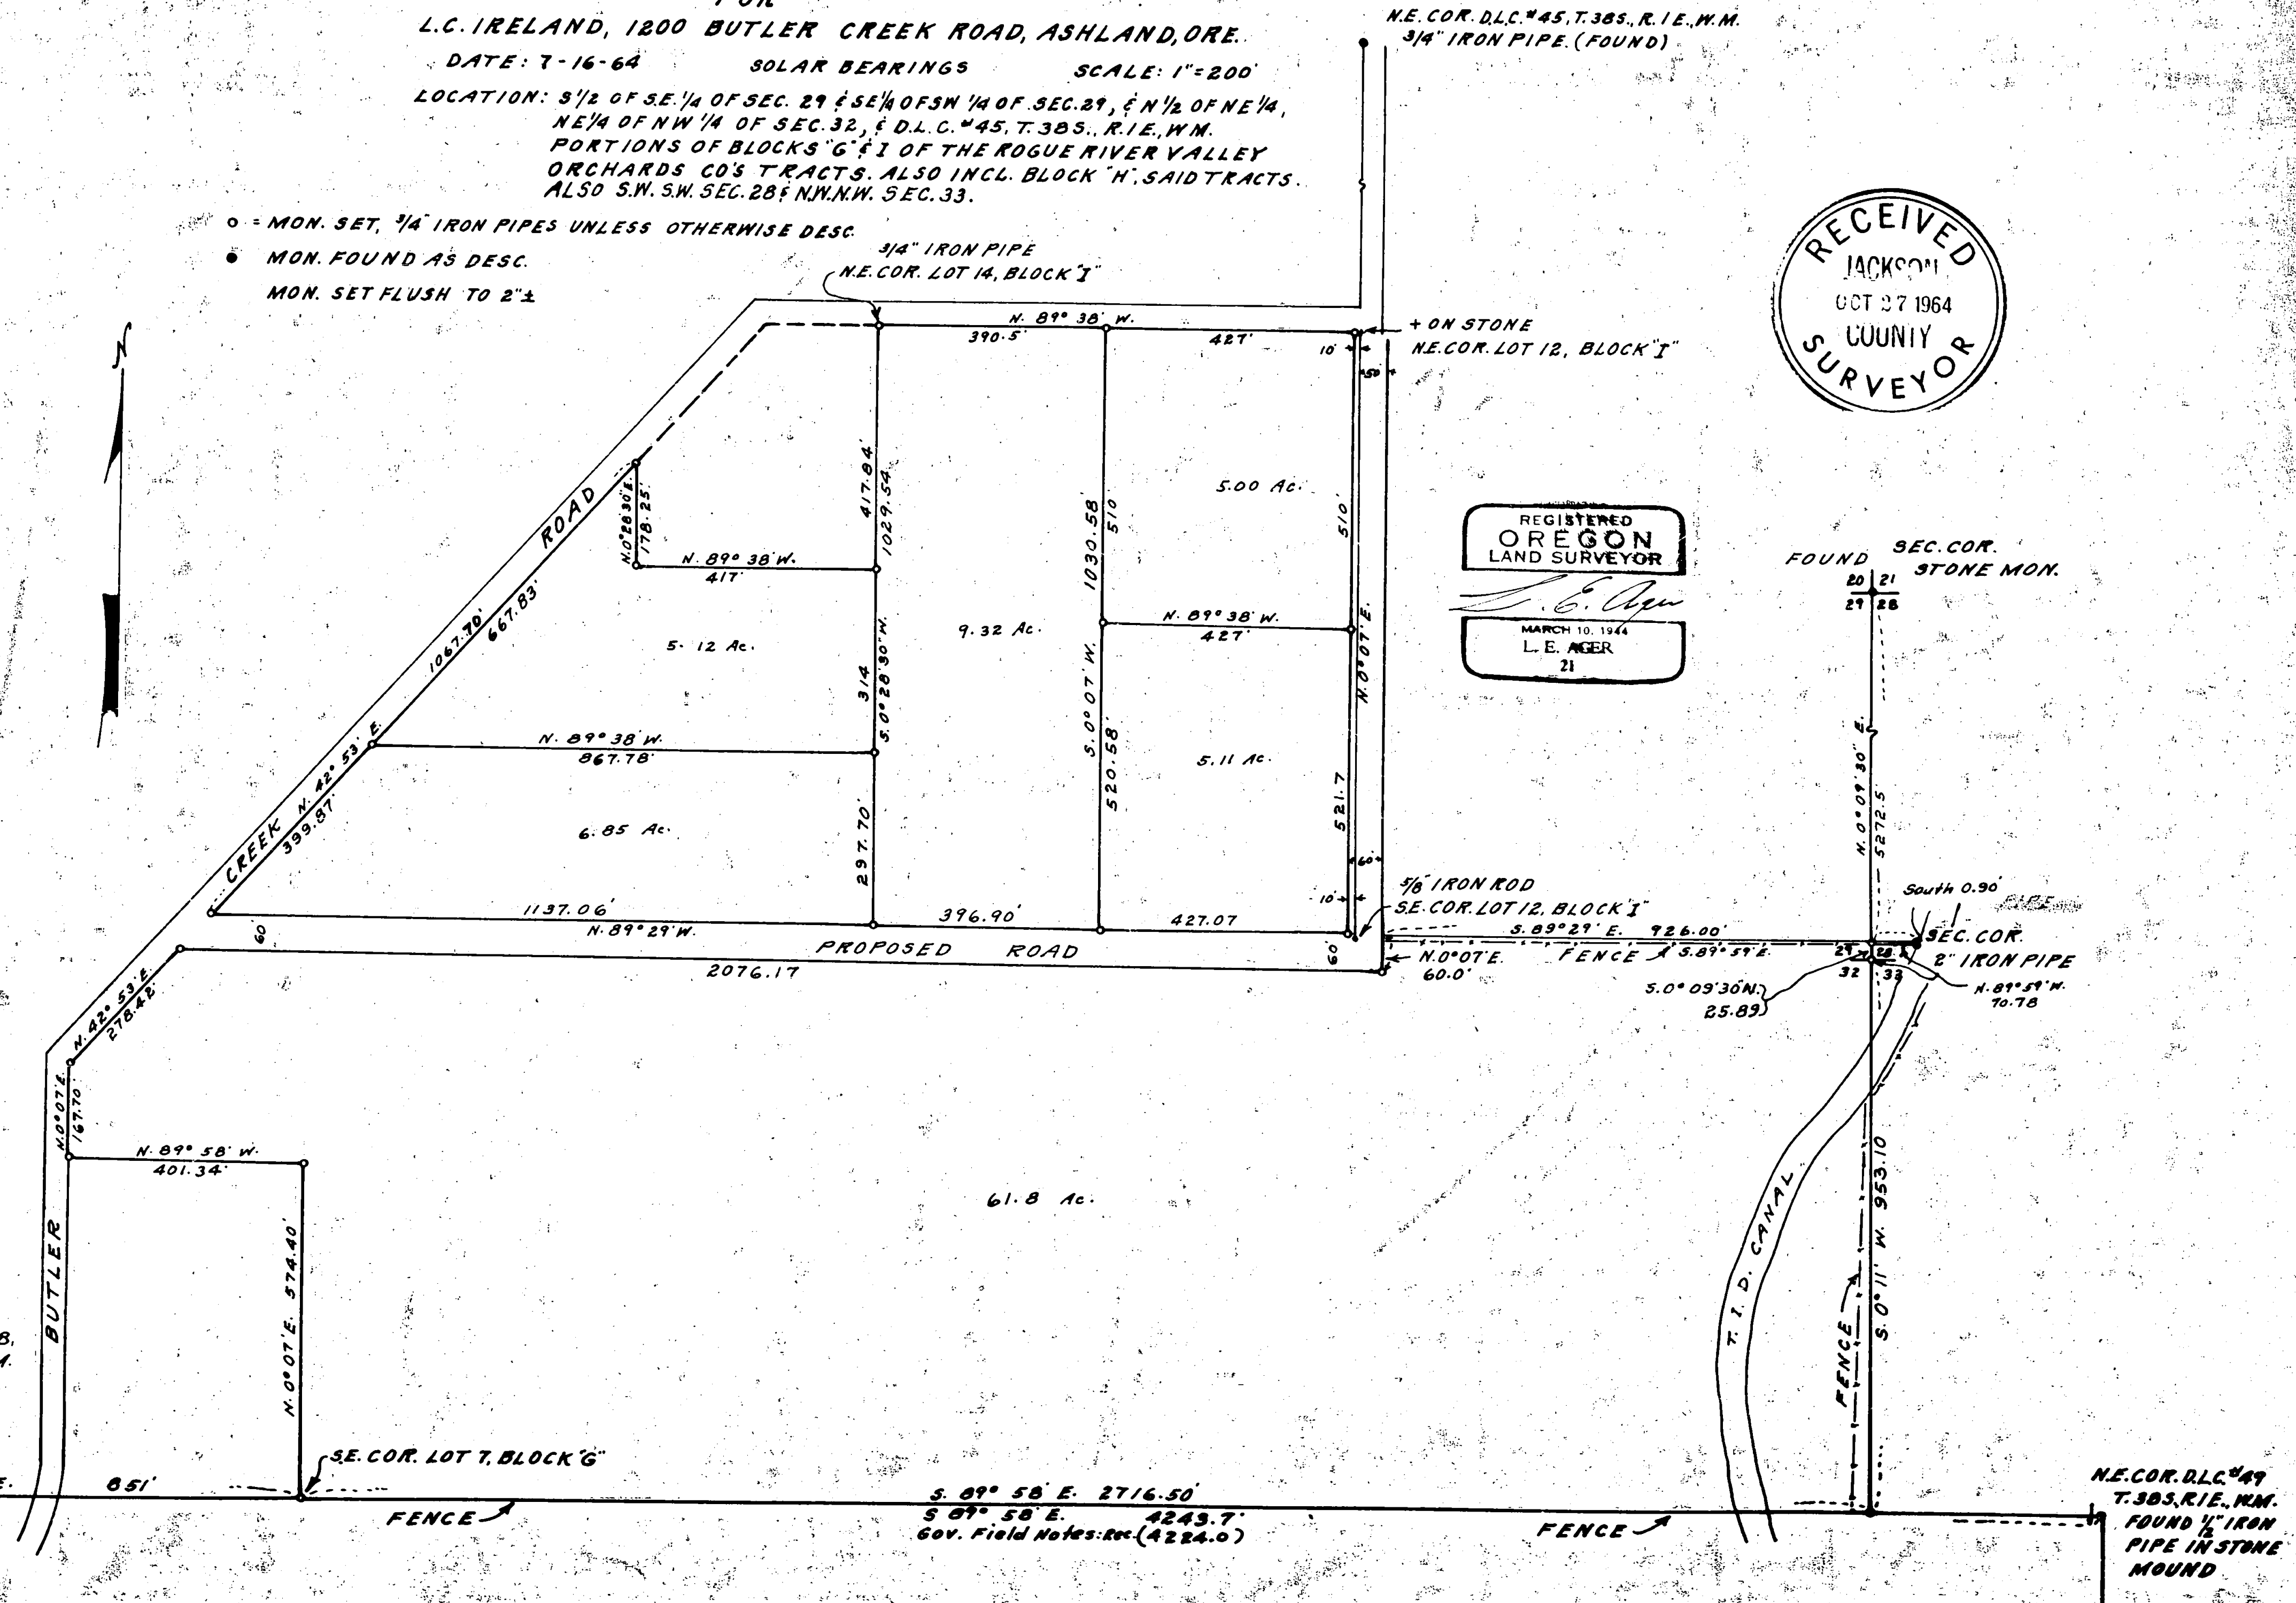 L.C. IRELAND, 1200 BUTLER CREEK ROAD, ASHLAND, ORE.
DATE: 7-16-64 SOLAR BEARINGS SCALE: 1"=200'
LOCATION: S1/2 OF S.E.1/4 OF SEC. 29 & SE1/4 OF SW 1/4 OF SEC.29, & N1/2 OF NE1/4,
NE1/4 OF NW 1/4 OF SEC.32, & D.L.C. #45, T.38S., R.1E., W.M.
PORTIONS OF BLOCKS "G" & I OF THE ROGUE RIVER VALLEY
ORCHARDS CO'S TRACTS. ALSO INCL. BLOCK "H", SAID TRACTS.
ALSO S.W. S.W. SEC.28 & N.W.N.W. SEC.33.
o = MON. SET, 3/4" IRON PIPES UNLESS OTHERWISE DESC.
● MON. FOUND AS DESC.
MON. SET FLUSH TO 2"±
N.E. COR. D.L.C. #45, T.38S., R.1E., W.M.
3/4" IRON PIPE. (FOUND)
RECEIVED
JACKSON
OCT 27 1964
COUNTY
SURVEYOR
3/4" IRON PIPE
N.E. COR. LOT 14, BLOCK "I"
N
N. 89° 38' W.
390.5'
427'
+ ON STONE
N.E. COR. LOT 12, BLOCK "I"
10'
50'
417.84'
1029.54
1030.58'
510'
5.00 Ac.
510'
ROAD
N.0°28'30"E.
178.25'
N. 89° 38' W.
417'
REGISTERED
OREGON
LAND SURVEYOR
L. E. Ager
MARCH 10, 1944
L. E. AGER
21
FOUND SEC. COR.
STONE MON.
20 21
29 28
1067.70'
667.83'
5.12 Ac.
9.32 Ac.
N. 89° 38' W.
427'
N. 0° 07' E.
314
S. 0° 28' 30" W.
S. 0° 07' W.
520.58'
5.11 Ac.
521.7
N. 89° 38' W.
867.78'
CREEK N. 42° 53' E.
399.87'
6.85 Ac.
297.70'
60'
10'
N. 0° 09' 30" E.
5272.5'
5/8" IRON ROD
S.E. COR. LOT 12, BLOCK "I"
South 0.90'
PIPE
SEC. COR.
2" IRON PIPE
1137.06'
N. 89° 29' W.
396.90'
427.07
60'
PROPOSED ROAD
60'
2076.17
S. 89° 29' E. 926.00'
FENCE S. 89° 59' E.
N. 0° 07' E.
60.0'
29 28
32 33
S. 0° 09' 30" W.
25.89
N. 89° 59' W.
70.78
N. 42° 53' E.
278.42'
N. 0° 07' E.
167.70'
N. 89° 58' W.
401.34'
BUTLER
N. 0° 07' E. 574.40'
61.8 Ac.
T. I. D. CANAL
FENCE
S. 0° 11' W. 953.10
E. 851'
S.E. COR. LOT 7, BLOCK "G"
FENCE
S. 89° 58' E. 2716.50'
S 89° 58' E. 4243.7'
Gov. Field Notes: Rec. (4224.0)
FENCE
N.E. COR. D.L.C. #49
T.38S., R.1E., W.M.
FOUND 1/2" IRON
PIPE IN STONE
MOUND